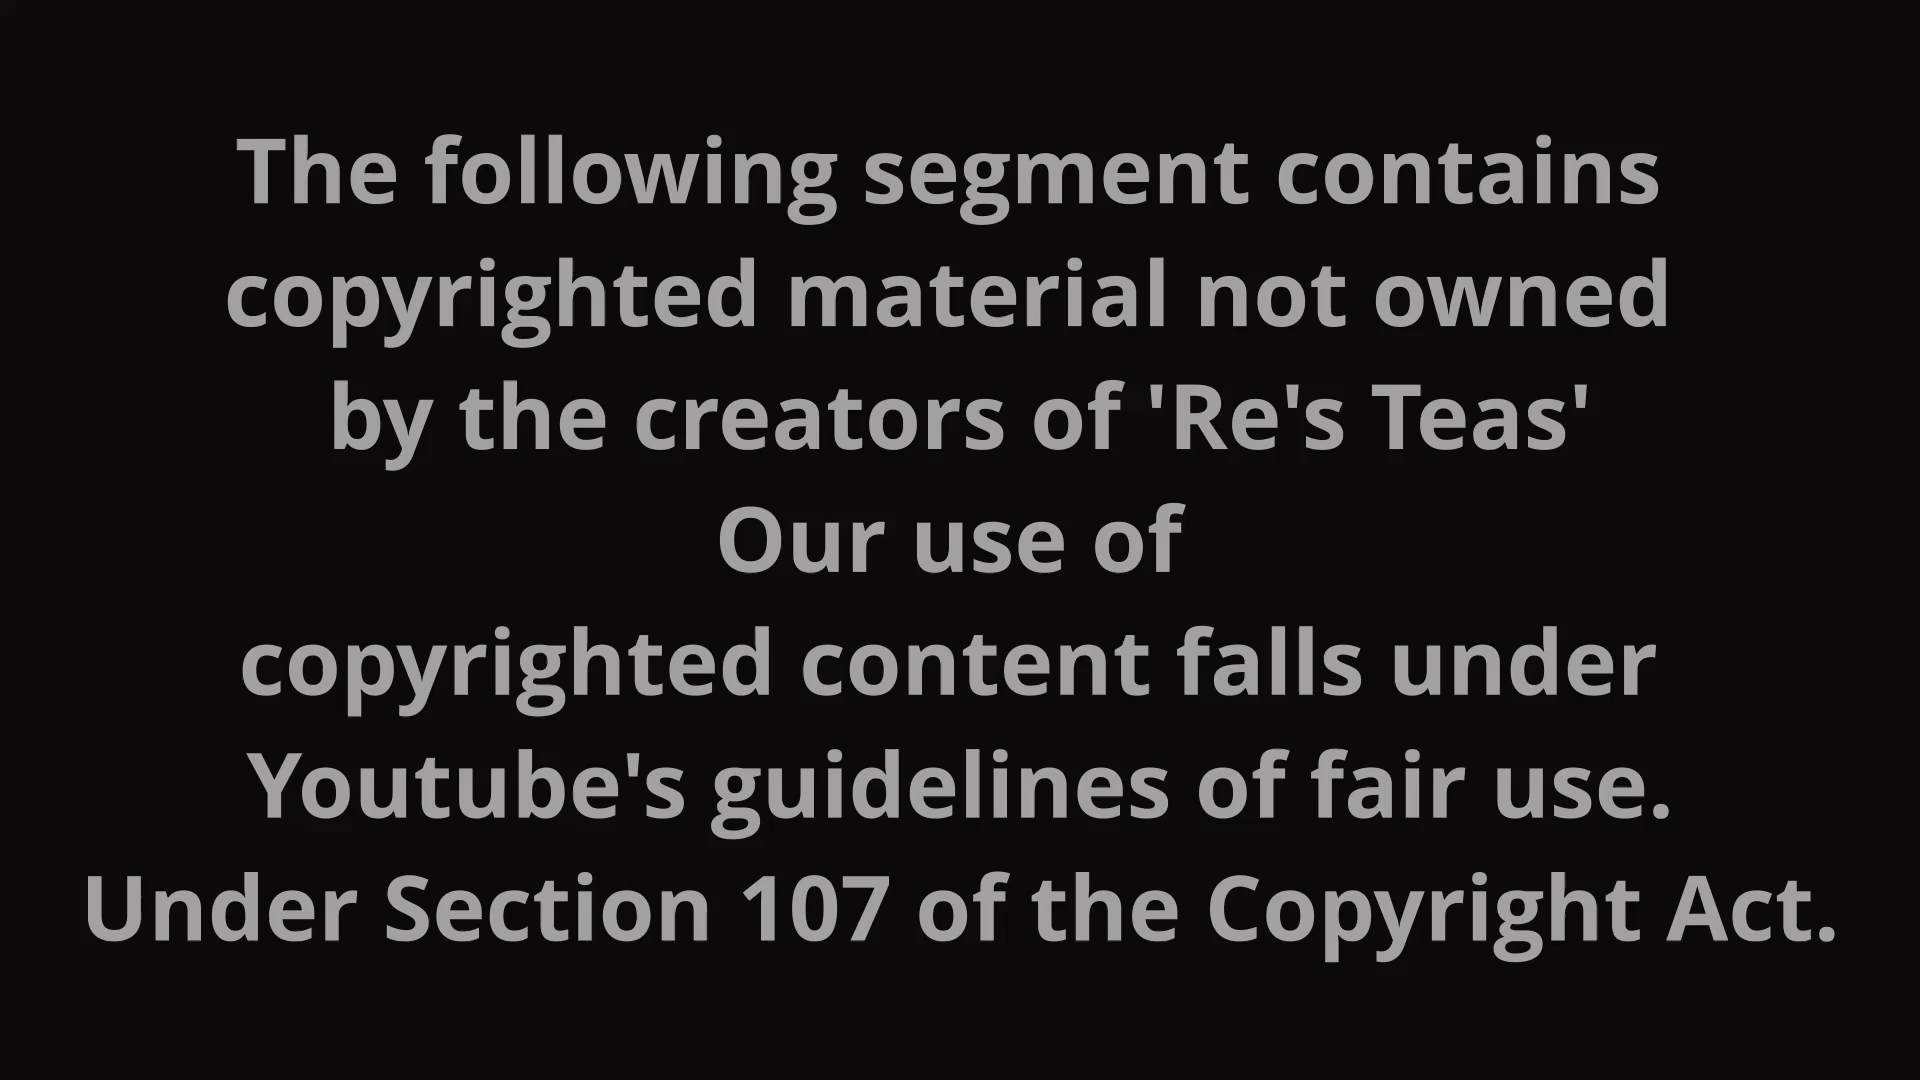 The following segment contains
copyrighted material not owned
by the creators of 'Re's Teas'
Our use of
copyrighted content falls under
Youtube's guidelines of fair use.
Under Section 107 of the Copyright Act.